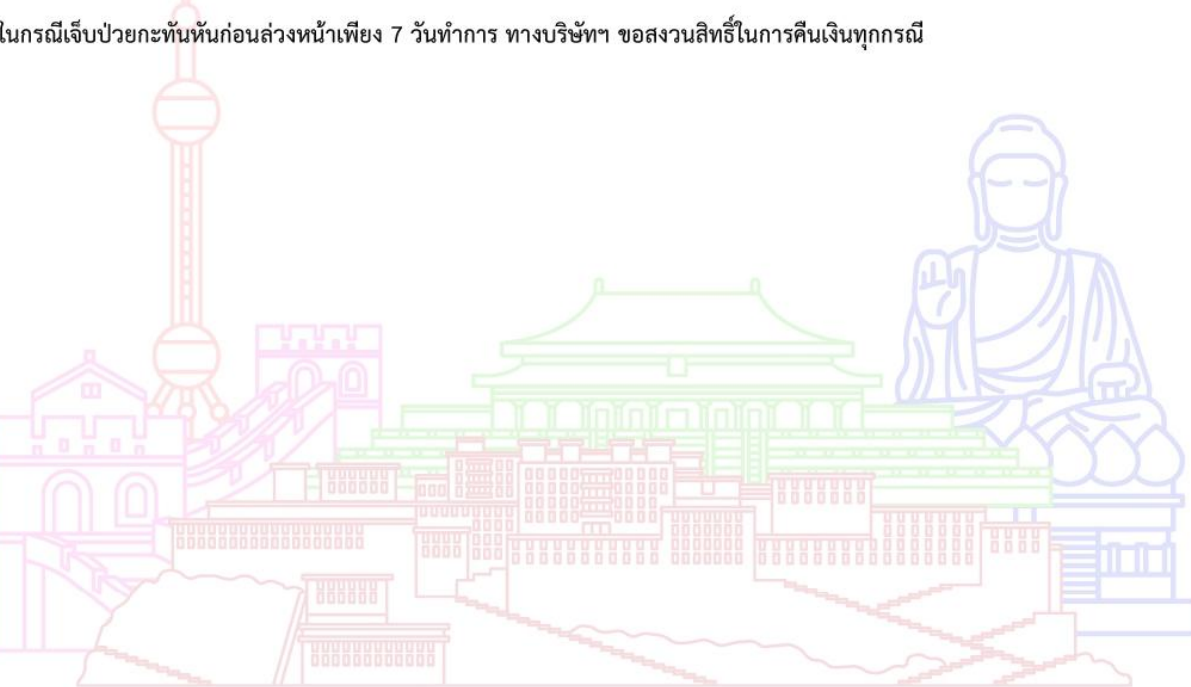 ในกรณีเจ็บป่วยกะทันหันก่อนล่วงหน้าเพียง 7 วันทำการ ทางบริษัทฯ ขอสงวนสิทธิ์ในการคืนเงินทุกกรณี